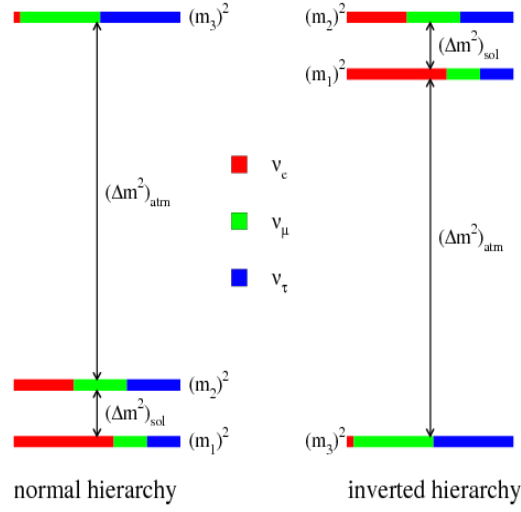 (m₃)²
(Δm²)atm
(m₂)²
(Δm²)sol
(m₁)²
normal hierarchy
νe
νμ
ντ
(m₂)²
(Δm²)sol
(m₁)²
(Δm²)atm
(m₃)²
inverted hierarchy